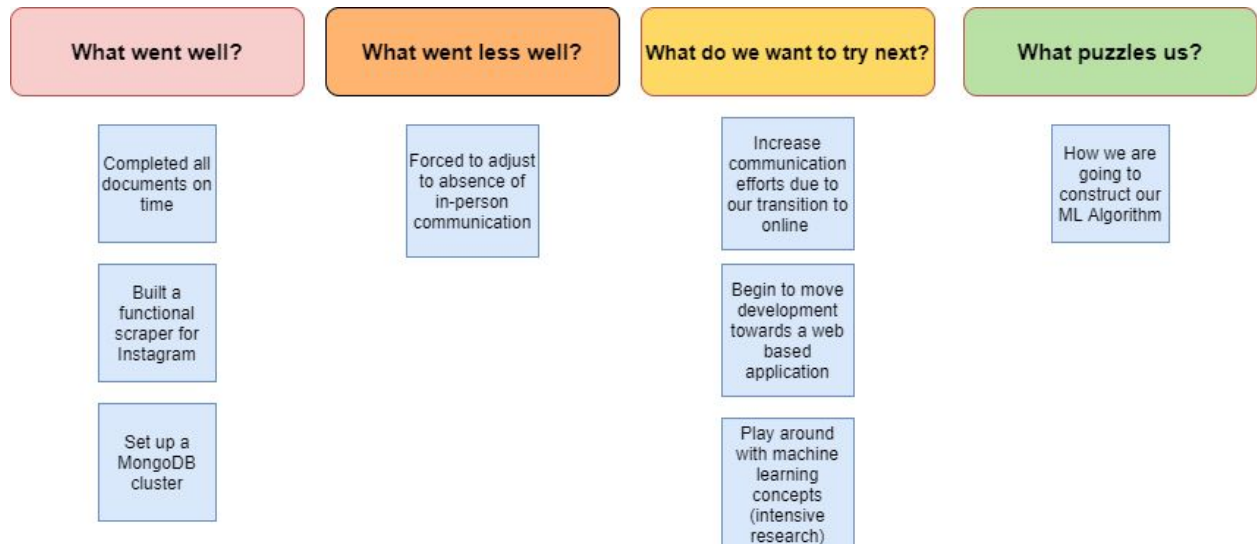 What went well?
Completed all
documents on
time
Built a
functional
scraper for
Instagram
Set up a
MongoDB
cluster
What went less well?
Forced to adjust
to absence of
in-person
communication
What do we want to try next?
Increase
communication
efforts due to
our transition to
online
Begin to move
development
towards a web
based
application
Play around
with machine
learning
concepts
(intensive
research)
What puzzles us?
How we are
going to
construct our
ML Algorithm